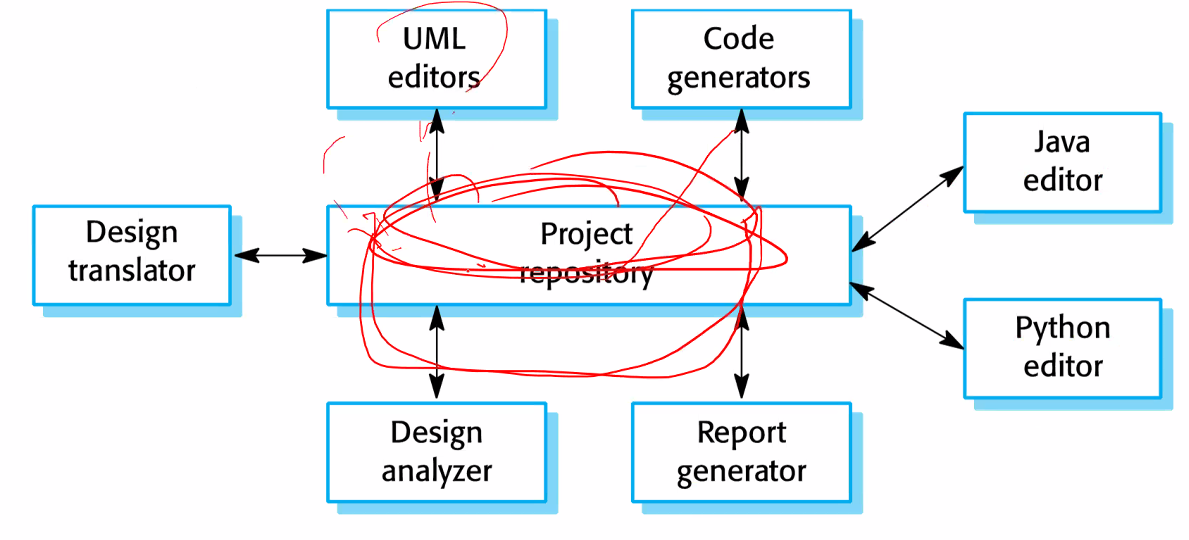 UML
editors
Code
generators
Java
editor
Design
translator
Project
repository
Python
editor
Design
analyzer
Report
generator